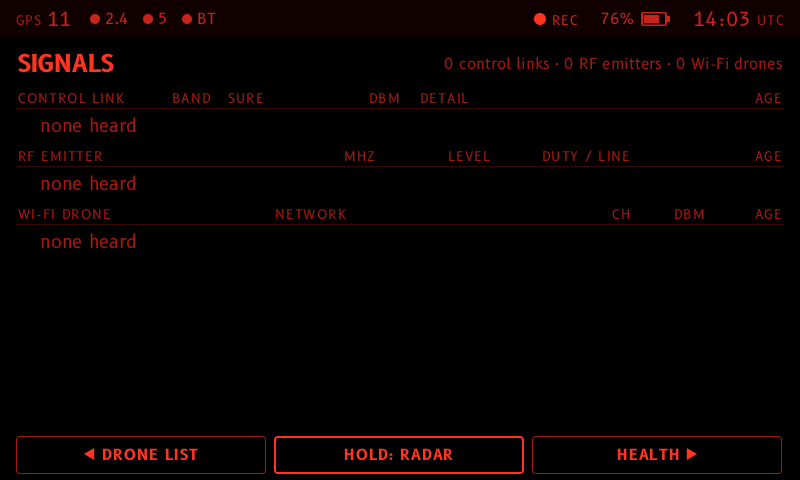 GPS 11 2.4 5 BT REC 76% 14:03 UTC
SIGNALS 0 control links · 0 RF emitters · 0 Wi-Fi drones
CONTROL LINK BAND SURE DBM DETAIL AGE
none heard
RF EMITTER MHZ LEVEL DUTY / LINE AGE
none heard
WI-FI DRONE NETWORK CH DBM AGE
none heard
◀ DRONE LIST HOLD: RADAR HEALTH ▶